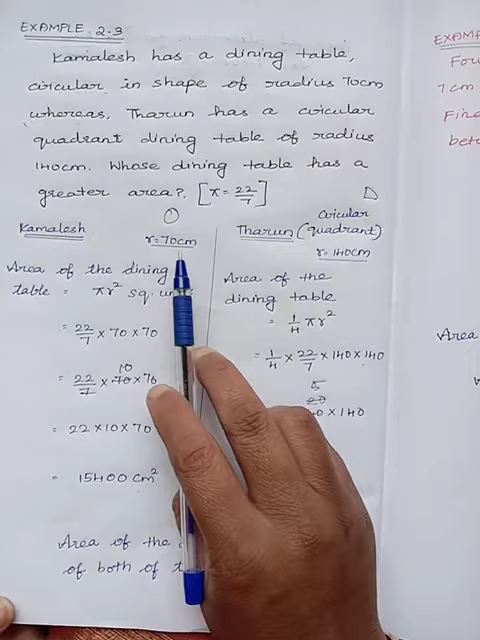 EXAMPLE 2.3
Kamalesh has a dining table,
circular in shape of radius 70cm
whereas, Tharun has a circular
quadrant dining table of radius
140cm. Whose dining table has a
greater area? [π = 22/7]
Kamalesh
r=70cm
Area of the dining
table = πr² sq.
= 22/7 × 70 × 70
= 22/7 × 70 × 70
10
= 22 × 10 × 70
= 15400 cm²
Area of the
of both of
Tharun (Circular quadrant)
r=140cm
Area of the
dining table
= 1/4 πr²
= 1/4 × 22/7 × 140 × 140
5
20
× 140
EXAM
Fou
7cm
Fin
betw
Area